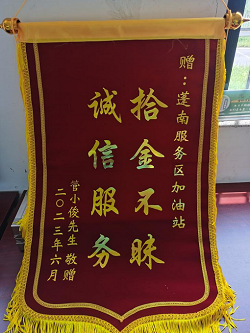 赠：蓬南服务区加油站
拾金不昧
诚信服务
管小俊先生 敬赠
二〇二三年六月